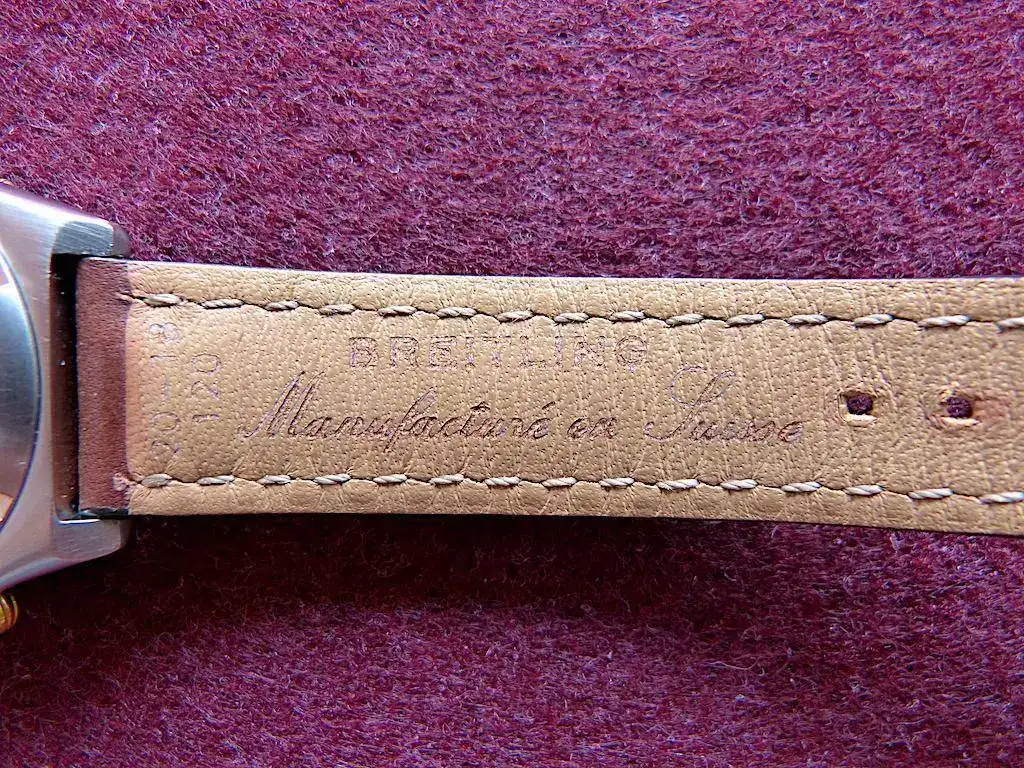 BREITLING
Manufacturé en Suisse
20-18
120